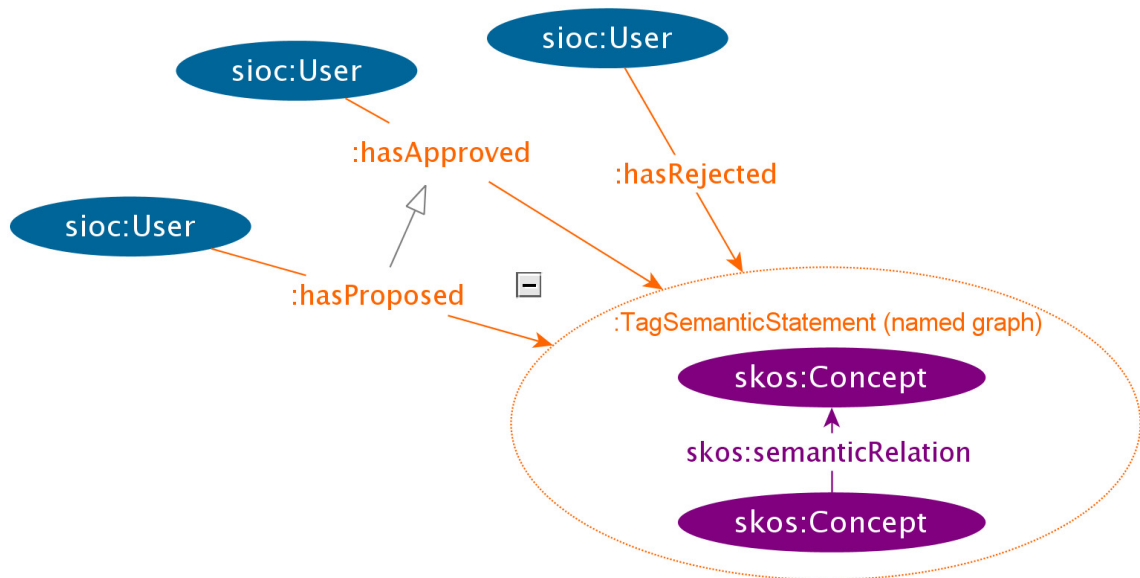 sioc:User
sioc:User
:hasApproved
:hasRejected
sioc:User
:hasProposed
:TagSemanticStatement (named graph)
skos:Concept
skos:semanticRelation
skos:Concept